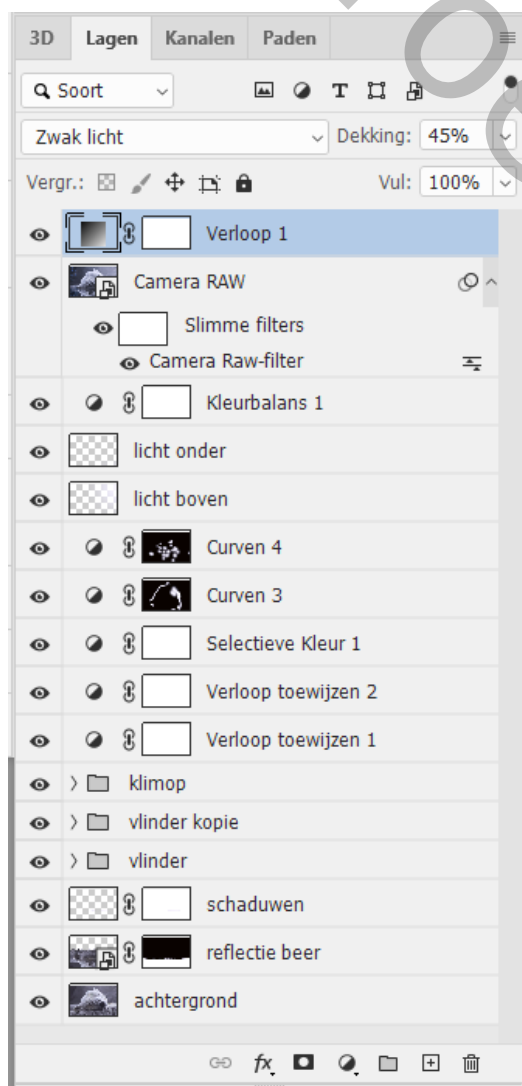 3D Lagen Kanalen Paden
Soort T
Zwak licht Dekking: 45%
Vergr.: Vul: 100%
Verloop 1
Camera RAW
Slimme filters
Camera Raw-filter
Kleurbalans 1
licht onder
licht boven
Curven 4
Curven 3
Selectieve Kleur 1
Verloop toewijzen 2
Verloop toewijzen 1
klimop
vlinder kopie
vlinder
schaduwen
reflectie beer
achtergrond
fx